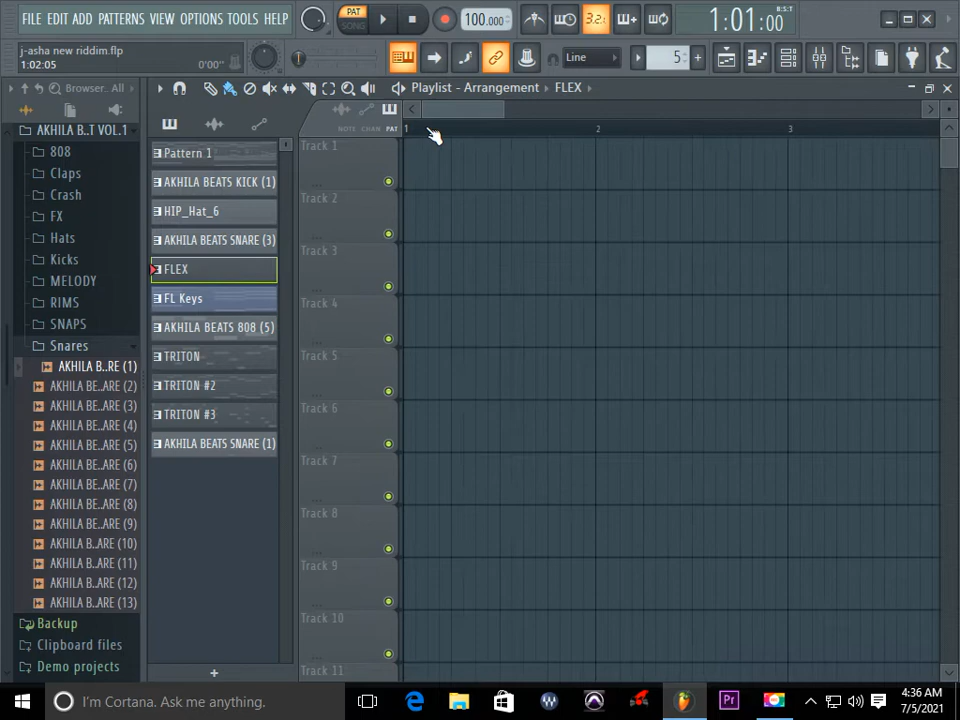 FILE EDIT ADD PATTERNS VIEW OPTIONS TOOLS HELP
PAT
SONG
100.000
3.2.
1:01:00
B:S:T
j-asha new riddim.flp
1:02:05
0'00"
Line
5
Browser.. All
Playlist - Arrangement
FLEX
AKHILA B..T VOL.1
808
Claps
Crash
FX
Hats
Kicks
MELODY
RIMS
SNAPS
Snares
AKHILA B..RE (1)
AKHILA BE..ARE (2)
AKHILA BE..ARE (3)
AKHILA BE..ARE (4)
AKHILA BE..ARE (5)
AKHILA BE..ARE (6)
AKHILA BE..ARE (7)
AKHILA BE..ARE (8)
AKHILA BE..ARE (9)
AKHILA B..ARE (10)
AKHILA B..ARE (11)
AKHILA B..ARE (12)
AKHILA B..ARE (13)
Backup
Clipboard files
Demo projects
Pattern 1
AKHILA BEATS KICK (1)
HIP_Hat_6
AKHILA BEATS SNARE (3)
FLEX
FL Keys
AKHILA BEATS 808 (5)
TRITON
TRITON #2
TRITON #3
AKHILA BEATS SNARE (1)
NOTE CHAN PAT
1 2 3
Track 1
Track 2
Track 3
Track 4
Track 5
Track 6
Track 7
Track 8
Track 9
Track 10
Track 11
I'm Cortana. Ask me anything.
Pr
4:36 AM
7/5/2021